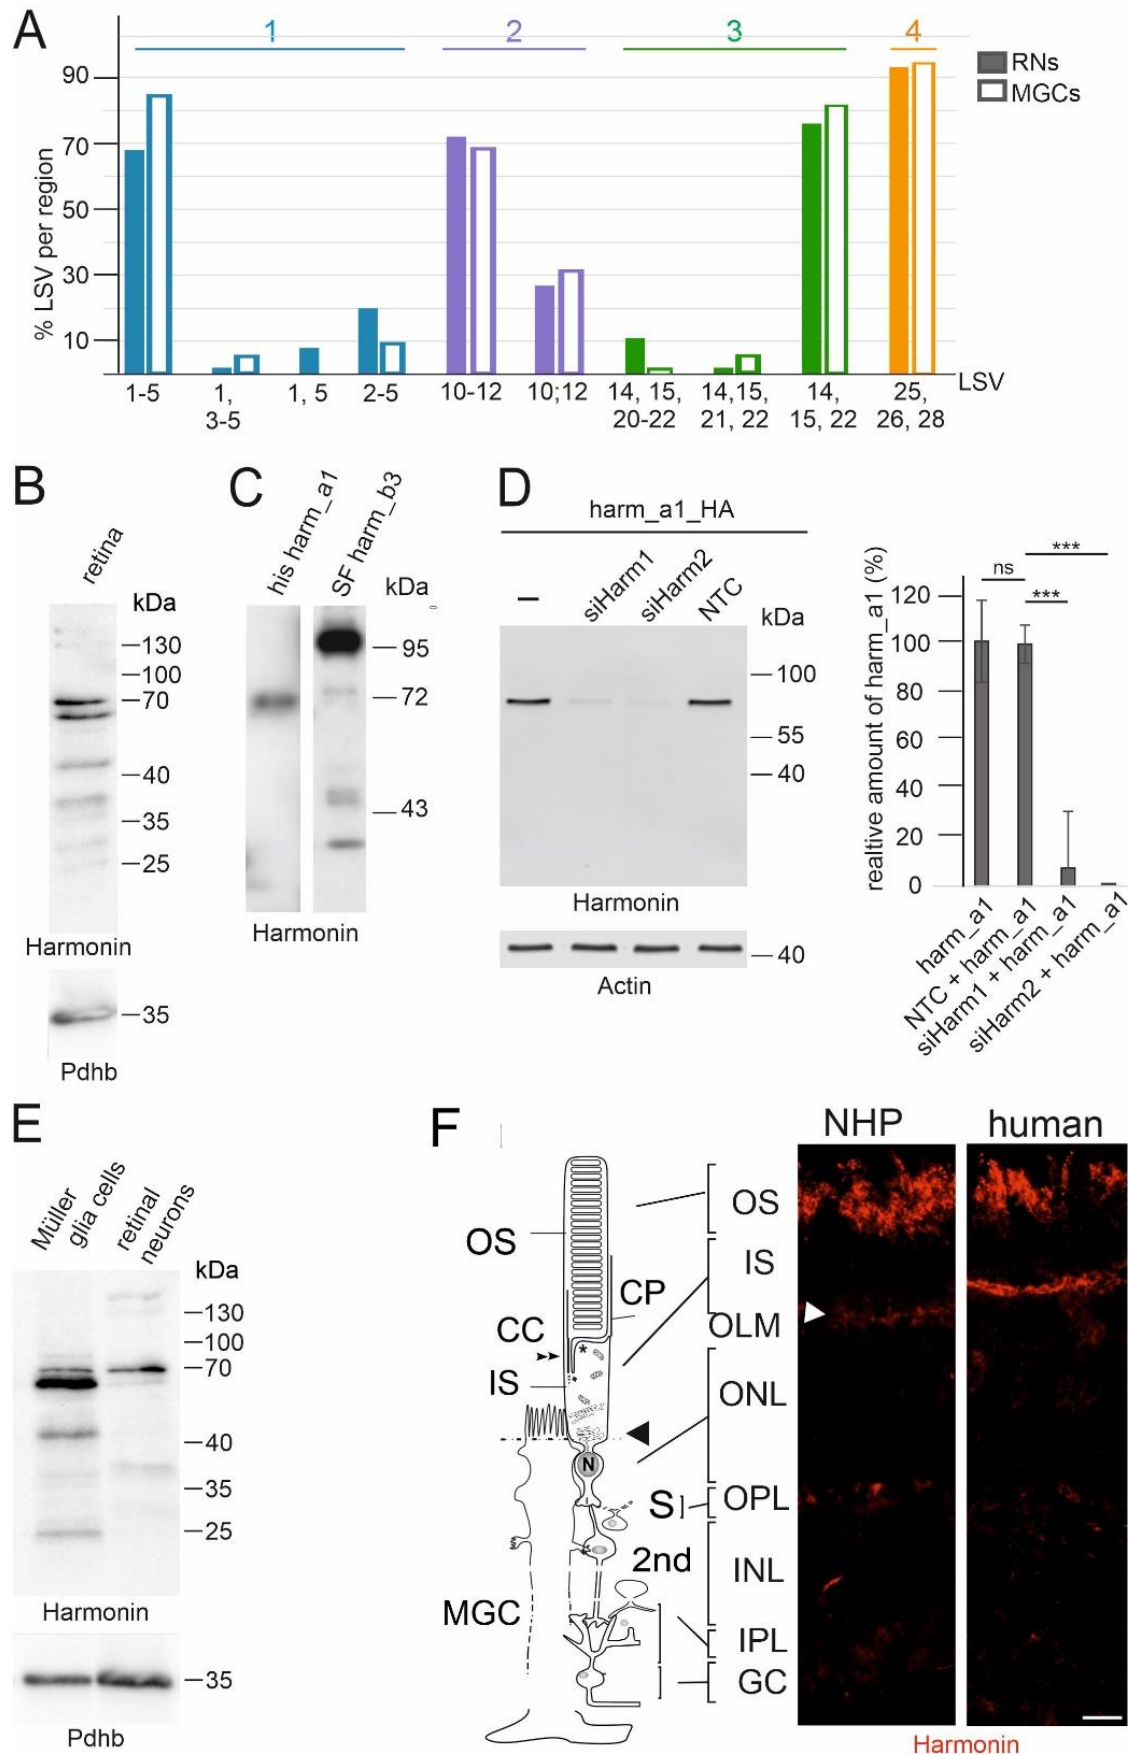 A
1
2
3
4
RNs
MGCs
% LSV per region
90
70
50
30
10
1-5
1,
3-5
1, 5
2-5
10-12
10;12
14, 15,
20-22
14,15,
21, 22
14,
15, 22
25,
26, 28
LSV
B
retina
kDa
130
100
70
40
35
25
Harmonin
35
Pdhb
C
his harm_a1
SF harm_b3
kDa
95
72
43
Harmonin
D
harm_a1_HA
–
siHarm1
siHarm2
NTC
kDa
100
55
40
Harmonin
40
Actin
realtive amount of harm_a1 (%)
120
100
80
60
40
20
0
ns
***
***
harm_a1
NTC + harm_a1
siHarm1 + harm_a1
siHarm2 + harm_a1
E
Müller
glia cells
retinal
neurons
kDa
130
100
70
40
35
25
Harmonin
35
Pdhb
F
OS
CP
CC
*
IS
N
S
2nd
MGC
OS
IS
OLM
ONL
OPL
INL
IPL
GC
NHP
human
Harmonin